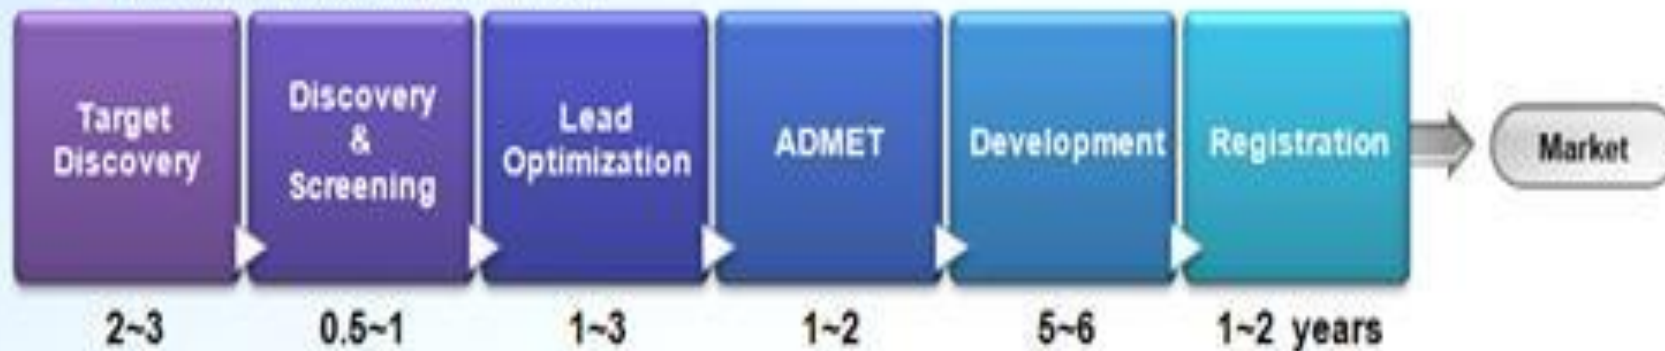 Target
Discovery
Discovery
&
Screening
Lead
Optimization
ADMET
Development
Registration
Market
2~3
0.5~1
1~3
1~2
5~6
1~2 years